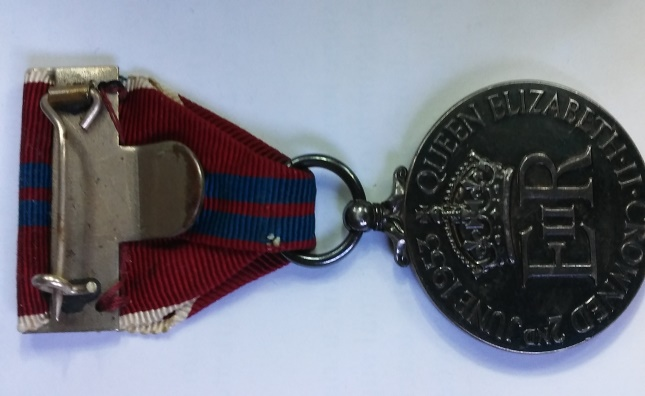 QUEEN ELIZABETH·II·CROWNED 2ND JUNE 1953
EIIR